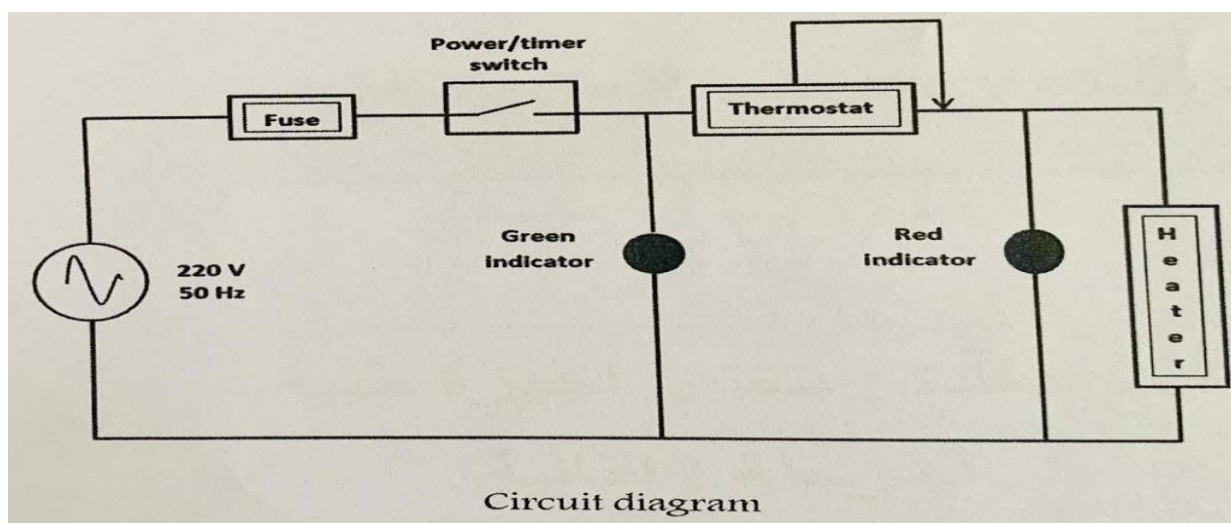 Power/timer
switch
Fuse
Thermostat
Green
indicator
Red
indicator
220 V
50 Hz
H
e
a
t
e
r
Circuit diagram